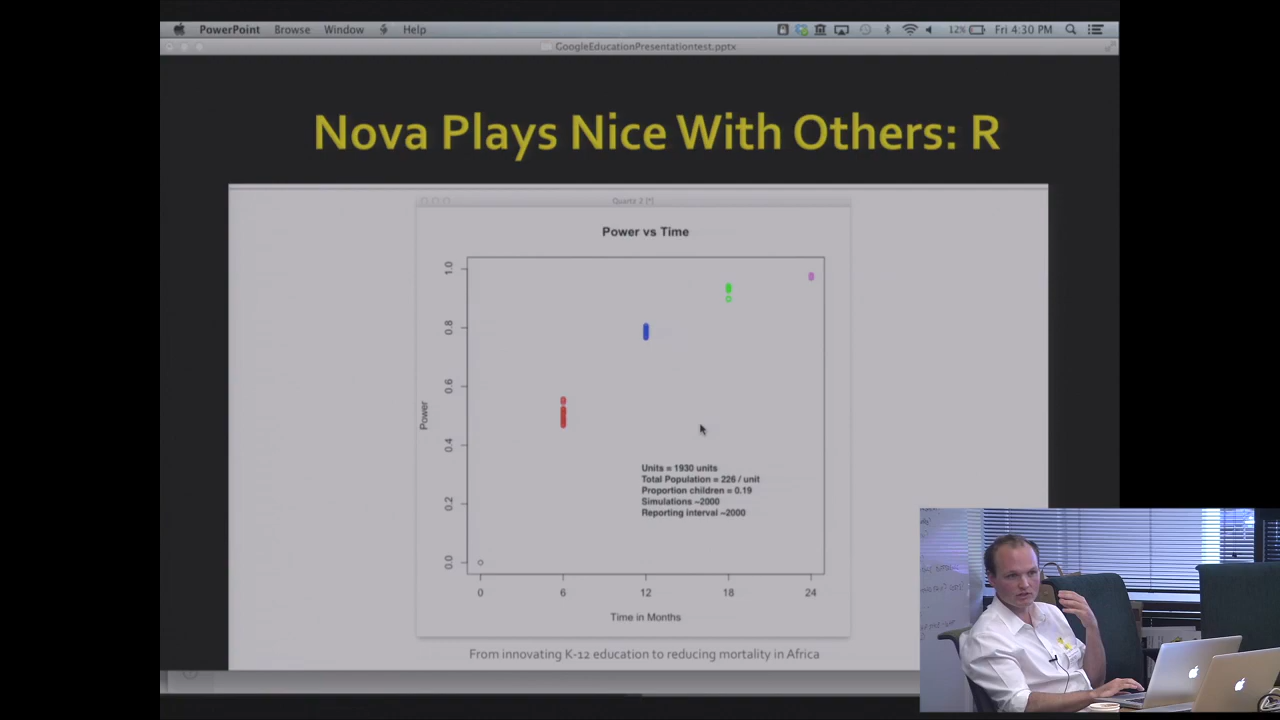 PowerPoint Browse Window Help 12% Fri 4:30 PM
GoogleEducationPresentationtest.pptx
Nova Plays Nice With Others: R
Quartz 2 [*]
Power vs Time
1.0
0.8
0.6
0.4
0.2
0.0
Power
Units = 1930 units
Total Population = 226 / unit
Proportion children = 0.19
Simulations ~2000
Reporting interval ~2000
0 6 12 18 24
Time in Months
From innovating K-12 education to reducing mortality in Africa